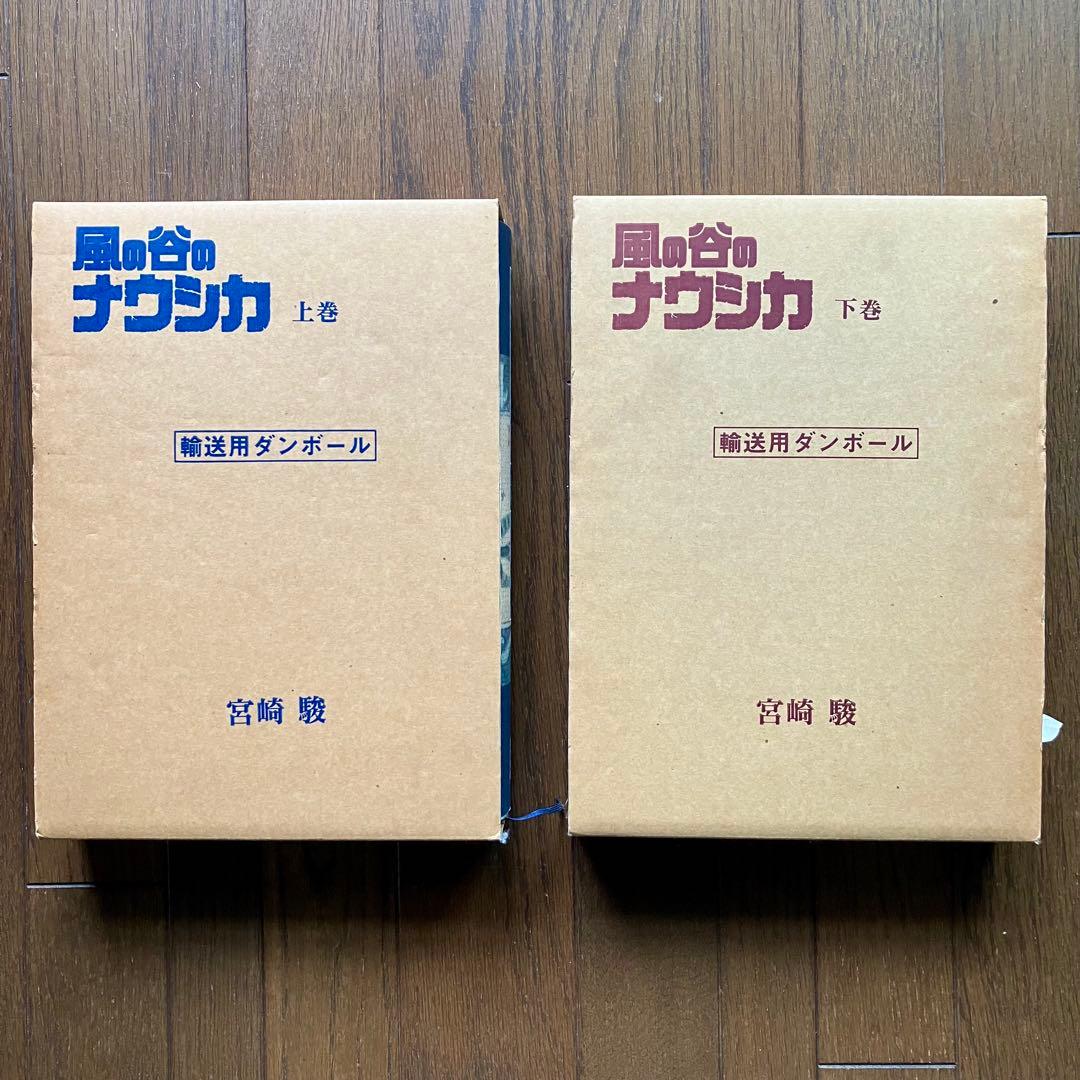 風の谷の
ナウシカ 上巻
輸送用ダンボール
宮崎 駿
風の谷の
ナウシカ 下巻
輸送用ダンボール
宮崎 駿